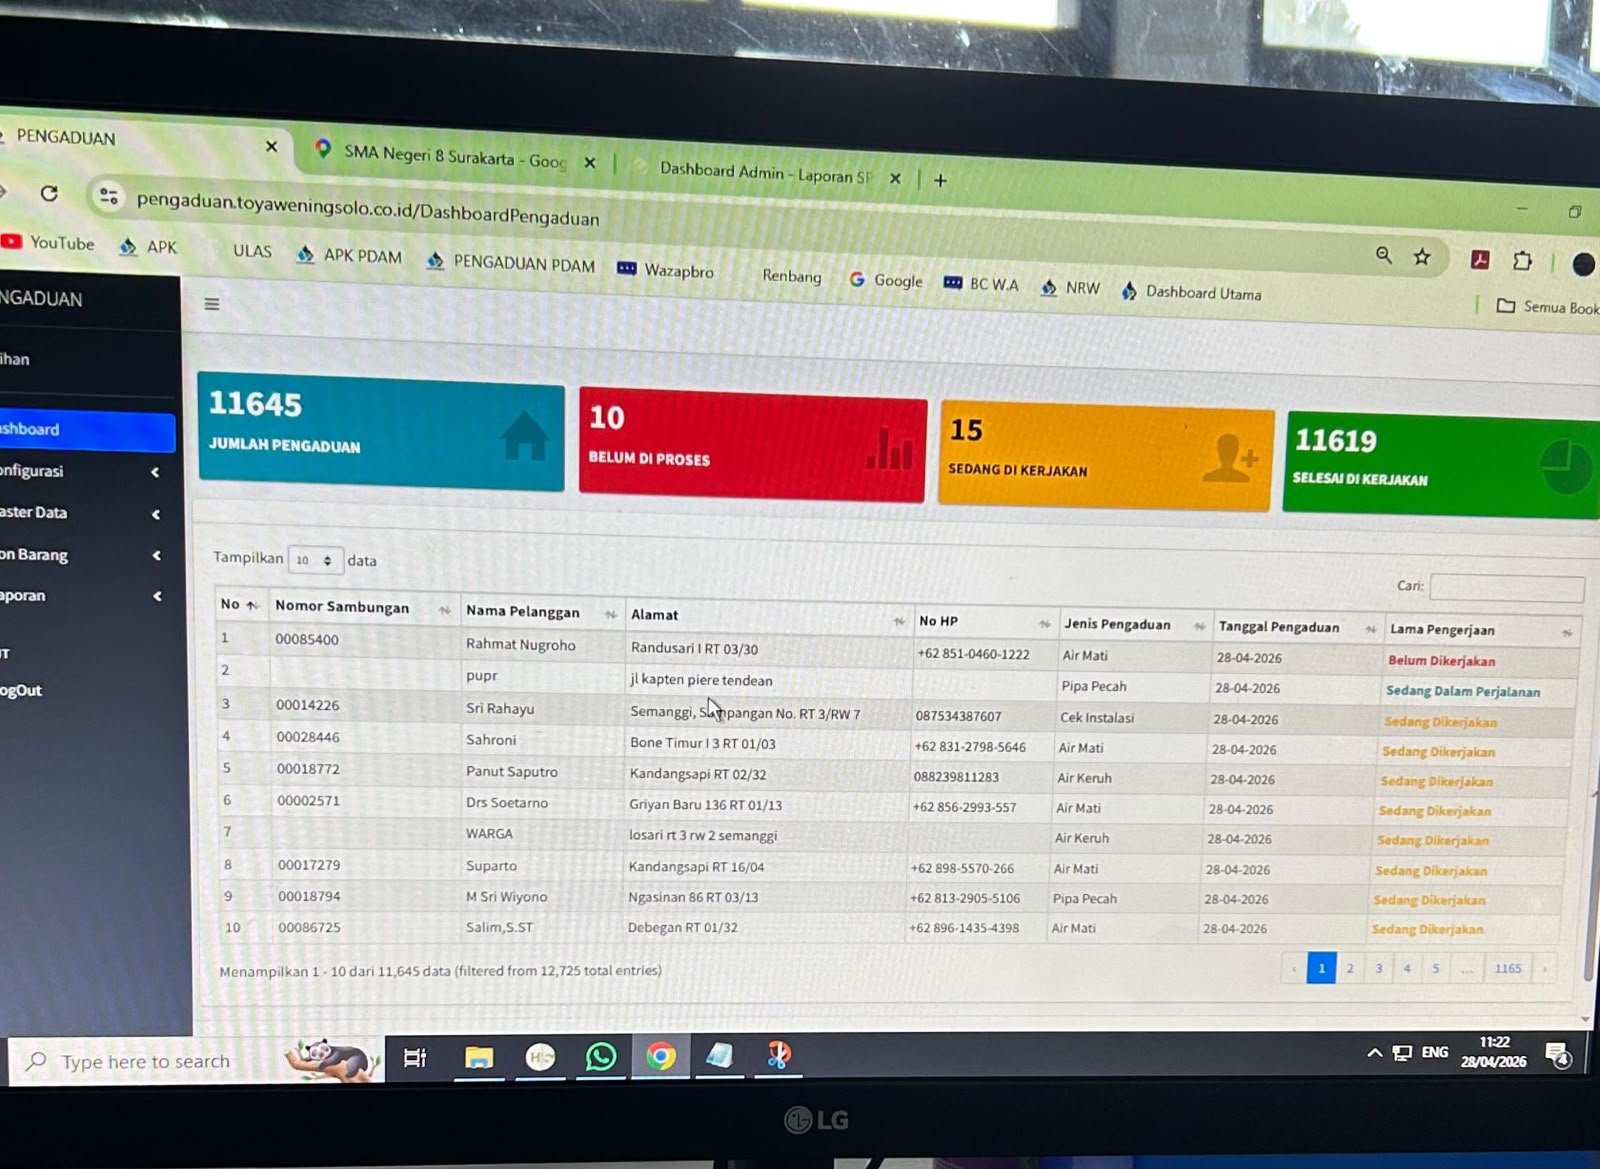 PENGADUAN
SMA Negeri 8 Surakarta - Goog
Dashboard Admin - Laporan SP
pengaduan.toyaweningsolo.co.id/DashboardPengaduan
YouTube APK ULAS APK PDAM PENGADUAN PDAM Wazapbro Renbang Google BC W.A NRW Dashboard Utama
Semua Book
NGADUAN
ihan
ashboard
onfigurasi
aster Data
on Barang
aporan
IT
ogOut
11645
JUMLAH PENGADUAN
10
BELUM DI PROSES
15
SEDANG DI KERJAKAN
11619
SELESAI DI KERJAKAN
Tampilkan 10 data
Cari:
No Nomor Sambungan Nama Pelanggan Alamat No HP Jenis Pengaduan Tanggal Pengaduan Lama Pengerjaan
1 00085400 Rahmat Nugroho Randusari I RT 03/30 +62 851-0460-1222 Air Mati 28-04-2026 Belum Dikerjakan
2 pupr jl kapten piere tendean Pipa Pecah 28-04-2026 Sedang Dalam Perjalanan
3 00014226 Sri Rahayu Semanggi, No. RT 3/RW 7 087534387607 Cek Instalasi 28-04-2026 Sedang Dikerjakan
4 00028446 Sahroni Bone Timur I 3 RT 01/03 +62 831-2798-5646 Air Mati 28-04-2026 Sedang Dikerjakan
5 00018772 Panut Saputro Kandangsapi RT 02/32 088239811283 Air Keruh 28-04-2026 Sedang Dikerjakan
6 00002571 Drs Soetarno Griyan Baru 136 RT 01/13 +62 856-2993-557 Air Mati 28-04-2026 Sedang Dikerjakan
7 WARGA losari rt 3 rw 2 semanggi Air Keruh 28-04-2026 Sedang Dikerjakan
8 00017279 Suparto Kandangsapi RT 16/04 +62 898-5570-266 Air Mati 28-04-2026 Sedang Dikerjakan
9 00018794 M Sri Wiyono Ngasinan 86 RT 03/13 +62 813-2905-5106 Pipa Pecah 28-04-2026 Sedang Dikerjakan
10 00086725 Salim,S.ST Debegan RT 01/32 +62 896-1435-4398 Air Mati 28-04-2026 Sedang Dikerjakan
Menampilkan 1 - 10 dari 11,645 data (filtered from 12,725 total entries)
‹ 1 2 3 4 5 ... 1165 ›
Type here to search
ENG
11:22
28/04/2026
4
LG